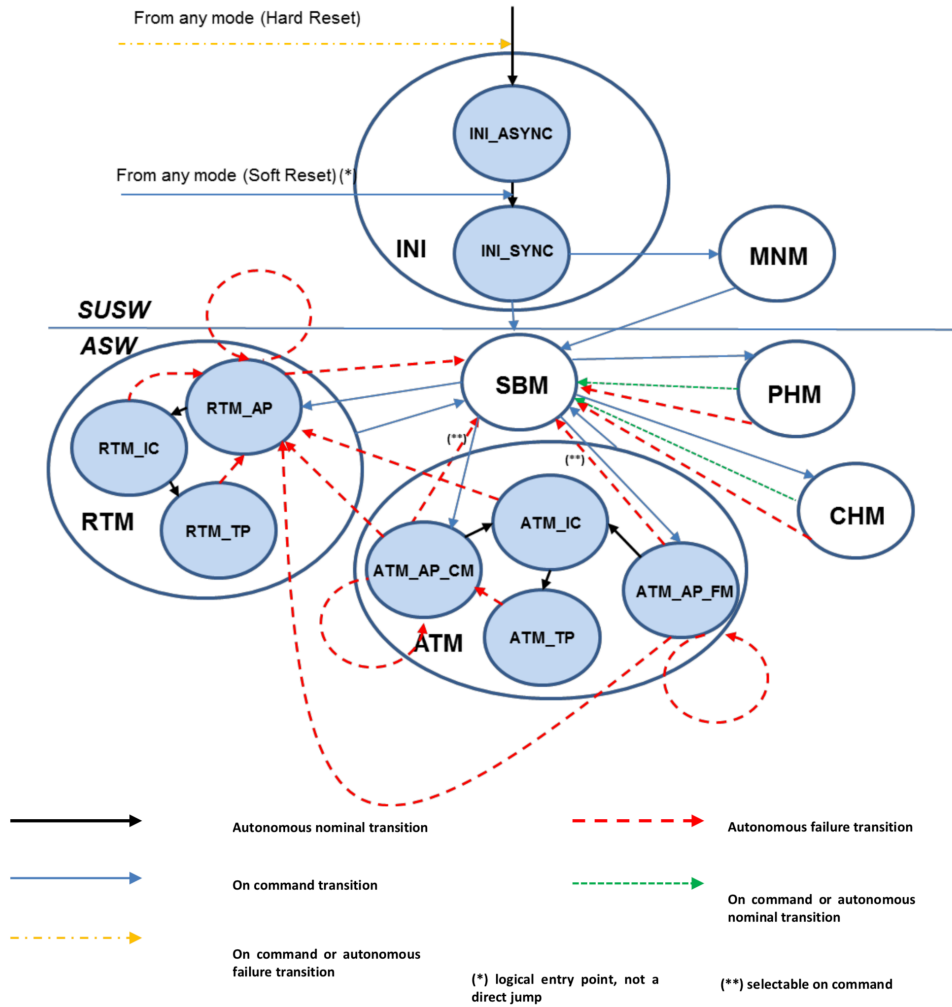 From any mode (Hard Reset)
INI_ASYNC
From any mode (Soft Reset)(*)
INI
INI_SYNC
MNM
SUSW
ASW
SBM
PHM
RTM_AP
RTM_IC
(**)
(**)
RTM
RTM_TP
ATM_IC
CHM
ATM_AP_CM
ATM_AP_FM
ATM
ATM_TP
Autonomous nominal transition
Autonomous failure transition
On command transition
On command or autonomous
nominal transition
On command or autonomous
failure transition
(*) logical entry point, not a
direct jump
(**) selectable on command